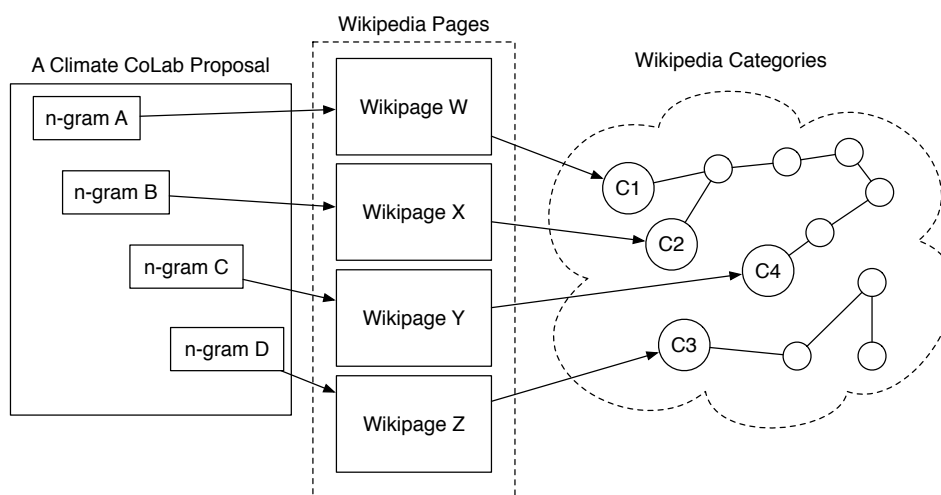 Wikipedia Pages
A Climate CoLab Proposal
Wikipedia Categories
n-gram A
n-gram B
n-gram C
n-gram D
Wikipage W
Wikipage X
Wikipage Y
Wikipage Z
C1
C2
C4
C3